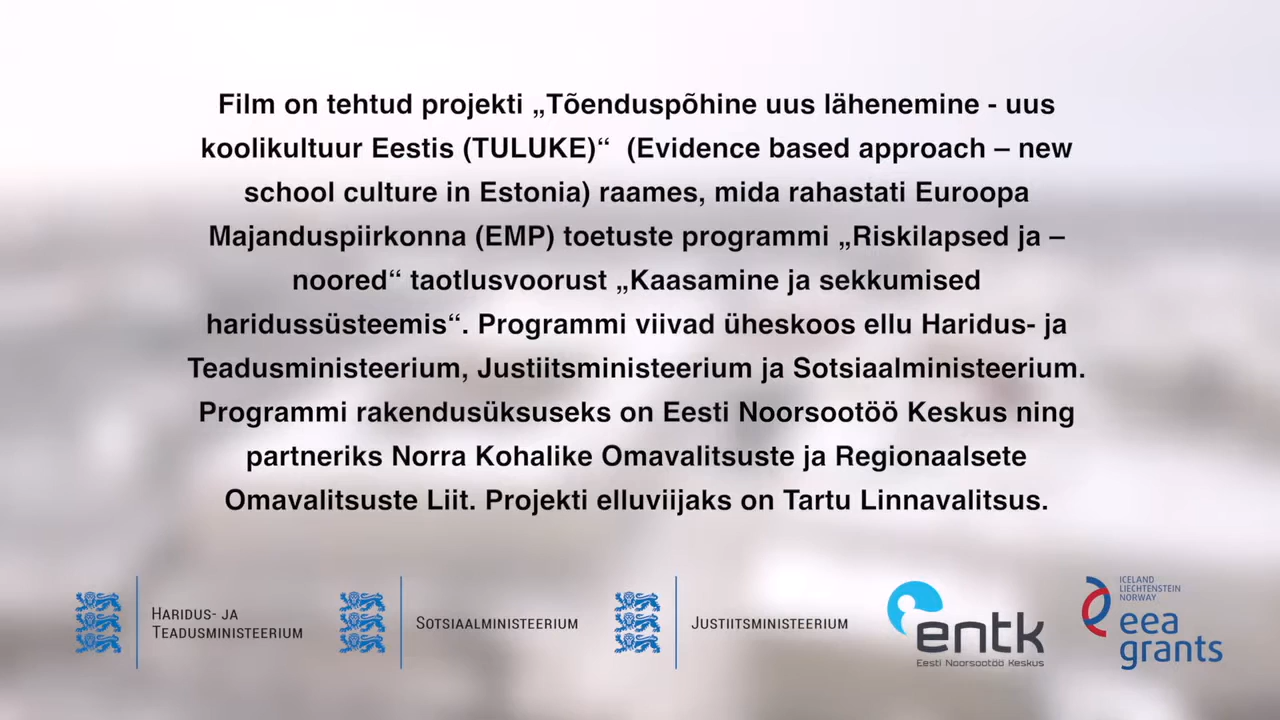 Film on tehtud projekti „Tõenduspõhine uus lähenemine - uus
koolikultuur Eestis (TULUKE)“ (Evidence based approach – new
school culture in Estonia) raames, mida rahastati Euroopa
Majanduspiirkonna (EMP) toetuste programmi „Riskilapsed ja –
noored“ taotlusvoorust „Kaasamine ja sekkumised
haridussüsteemis“. Programmi viivad üheskoos ellu Haridus- ja
Teadusministeerium, Justiitsministeerium ja Sotsiaalministeerium.
Programmi rakendusüksuseks on Eesti Noorsootöö Keskus ning
partneriks Norra Kohalike Omavalitsuste ja Regionaalsete
Omavalitsuste Liit. Projekti elluviijaks on Tartu Linnavalitsus.
HARIDUS- JA
TEADUSMINISTEERIUM
SOTSIAALMINISTEERIUM
JUSTIITSMINISTEERIUM
entk
Eesti Noorsootöö Keskus
ICELAND
LIECHTENSTEIN
NORWAY
eea
grants